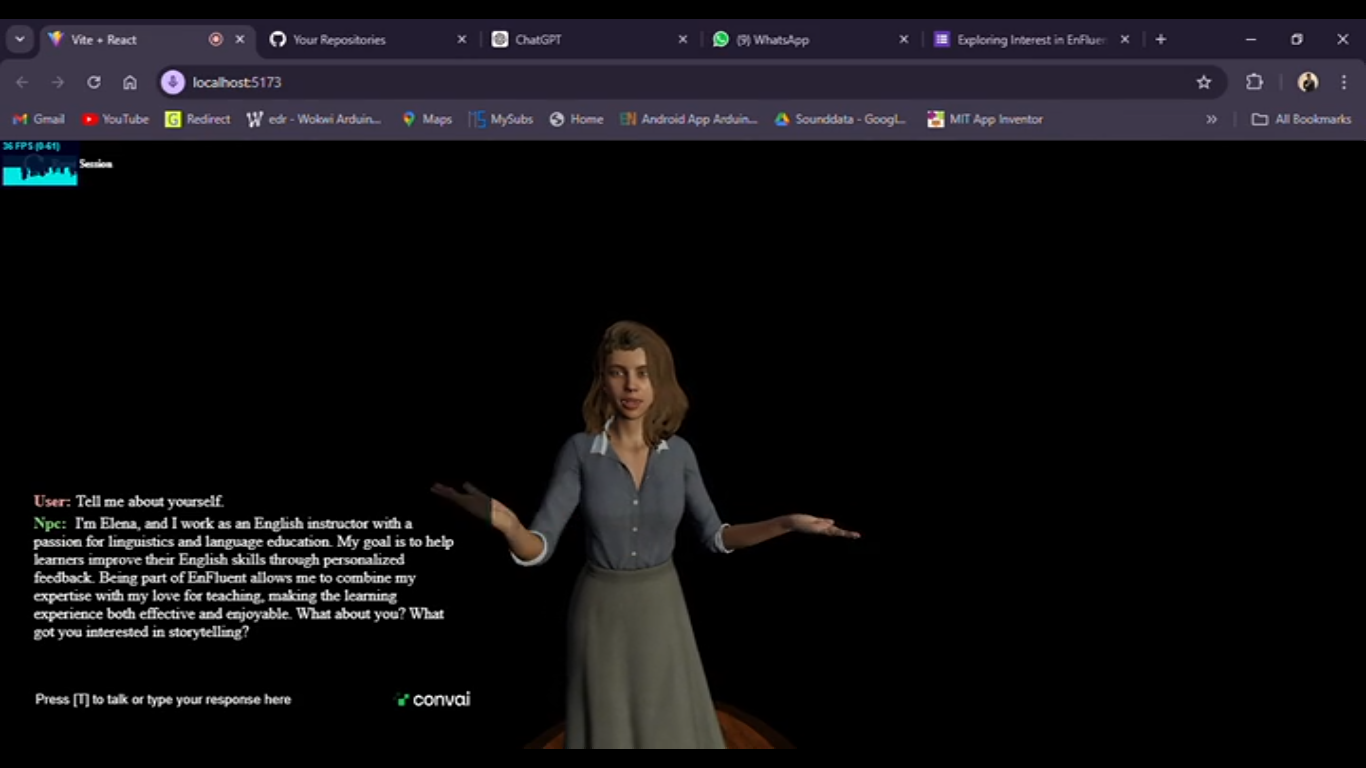 Vite + React
Your Repositories
ChatGPT
(9) WhatsApp
Exploring Interest in EnFluen
localhost:5173
Gmail
YouTube
Redirect
edr - Wokwi Arduin...
Maps
MySubs
Home
Android App Arduin...
Sounddata - Googl...
MIT App Inventor
All Bookmarks
36 FPS (0-61)
Session
User: Tell me about yourself.
Npc: I'm Elena, and I work as an English instructor with a
passion for linguistics and language education. My goal is to help
learners improve their English skills through personalized
feedback. Being part of EnFluent allows me to combine my
expertise with my love for teaching, making the learning
experience both effective and enjoyable. What about you? What
got you interested in storytelling?
Press [T] to talk or type your response here
convai